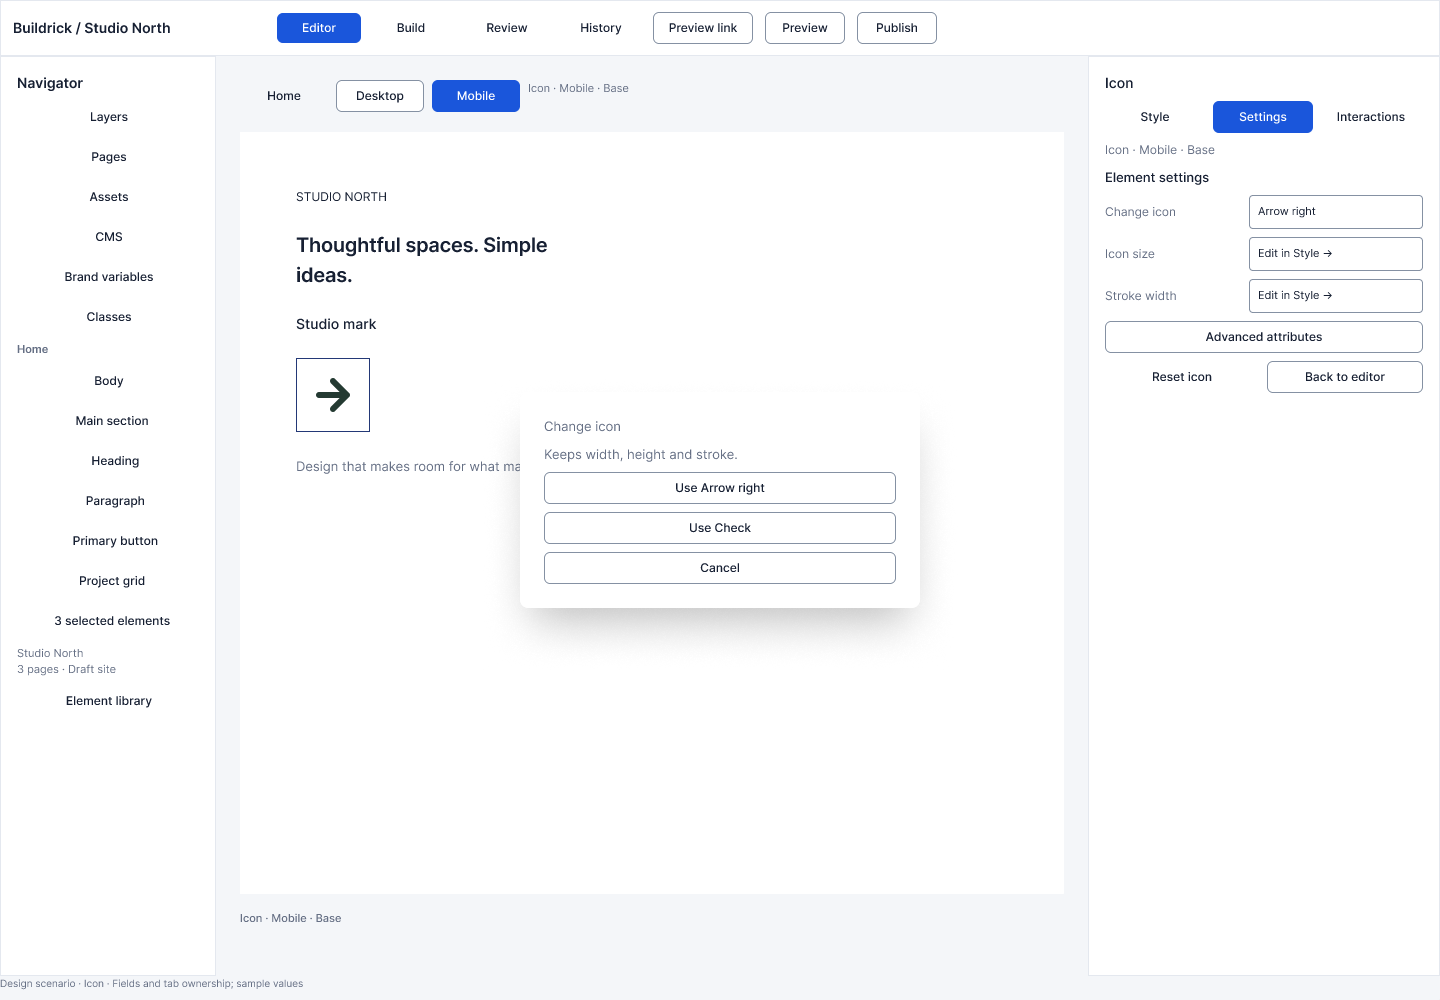 Buildrick / Studio North
Editor
Build
Review
History
Preview link
Preview
Publish
Navigator
Layers
Pages
Assets
CMS
Brand variables
Classes
Home
Body
Main section
Heading
Paragraph
Primary button
Project grid
3 selected elements
Studio North
3 pages · Draft site
Element library
Home
Desktop
Mobile
Icon · Mobile · Base
STUDIO NORTH
Thoughtful spaces. Simple
ideas.
Studio mark
Design that makes room for what ma
Change icon
Keeps width, height and stroke.
Use Arrow right
Use Check
Cancel
Icon · Mobile · Base
Icon
Style
Settings
Interactions
Icon · Mobile · Base
Element settings
Change icon
Arrow right
Icon size
Edit in Style →
Stroke width
Edit in Style →
Advanced attributes
Reset icon
Back to editor
Design scenario · Icon · Fields and tab ownership; sample values